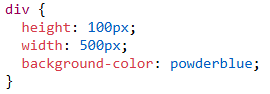 div {
  height: 100px;
  width: 500px;
  background-color: powderblue;
}